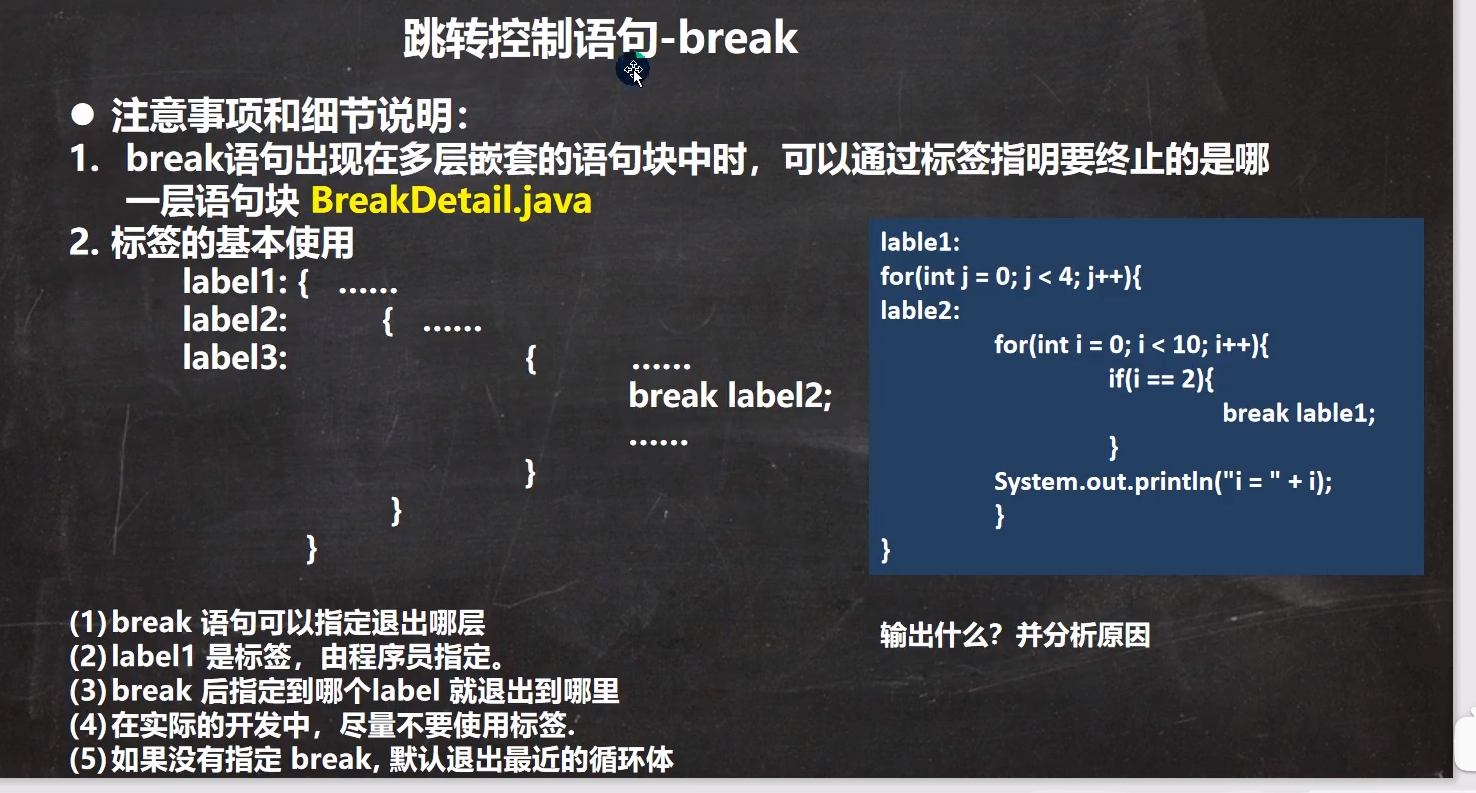 跳转控制语句-break
● 注意事项和细节说明：
1. break语句出现在多层嵌套的语句块中时，可以通过标签指明要终止的是哪
一层语句块 BreakDetail.java
2. 标签的基本使用
label1: { ……
label2: { ……
label3: { ……
break label2;
……
}
}
}
(1) break 语句可以指定退出哪层
(2) label1 是标签，由程序员指定。
(3) break 后指定到哪个label 就退出到哪里
(4) 在实际的开发中，尽量不要使用标签.
(5) 如果没有指定 break, 默认退出最近的循环体
lable1:
for(int j = 0; j < 4; j++){
lable2:
for(int i = 0; i < 10; i++){
if(i == 2){
break lable1;
}
System.out.println("i = " + i);
}
}
输出什么？并分析原因